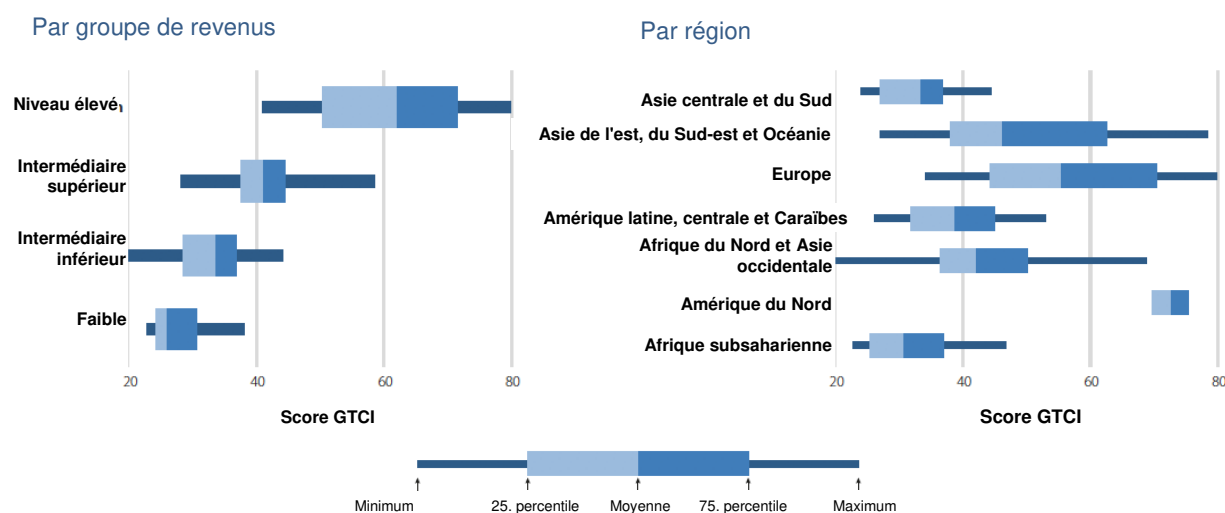 Par groupe de revenus
Niveau élevé
Intermédiaire
supérieur
Intermédiaire
inférieur
Faible
20 40 60 80
Score GTCI
Par région
Asie centrale et du Sud
Asie de l'est, du Sud-est et Océanie
Europe
Amérique latine, centrale et Caraïbes
Afrique du Nord et Asie
occidentale
Amérique du Nord
Afrique subsaharienne
20 40 60 80
Score GTCI
Minimum 25. percentile Moyenne 75. percentile Maximum